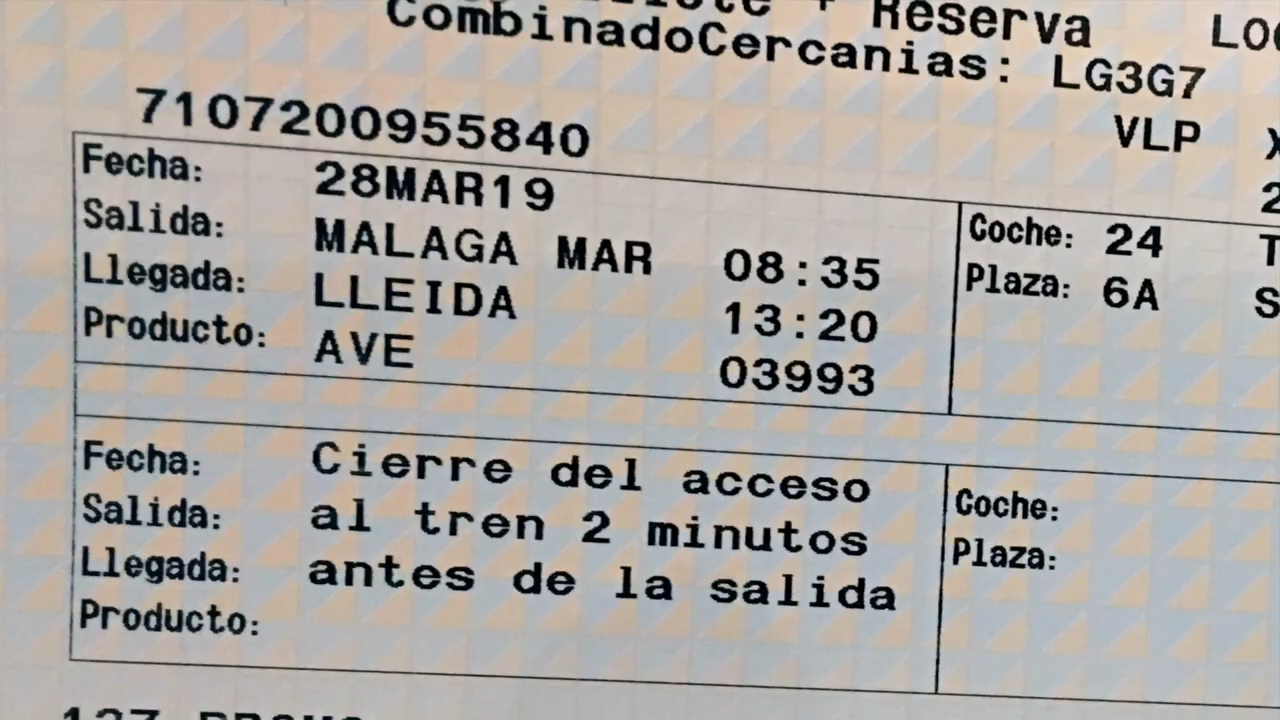 + Reserva
CombinadoCercanias: LG3G7
7107200955840 VLP
Fecha: 28MAR19
Salida: MALAGA MAR 08:35 Coche: 24
Llegada: LLEIDA 13:20 Plaza: 6A
Producto: AVE 03993
Fecha: Cierre del acceso
Salida: al tren 2 minutos Coche:
Llegada: antes de la salida Plaza:
Producto: